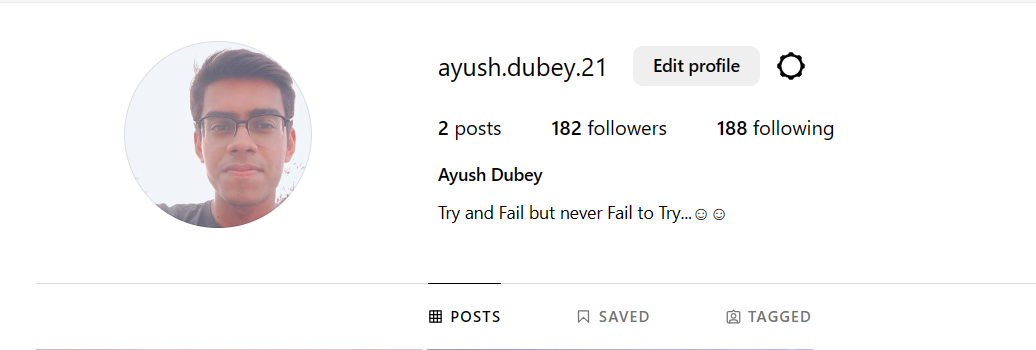 ayush.dubey.21 Edit profile
2 posts 182 followers 188 following
Ayush Dubey
Try and Fail but never Fail to Try...☺☺
POSTS SAVED TAGGED